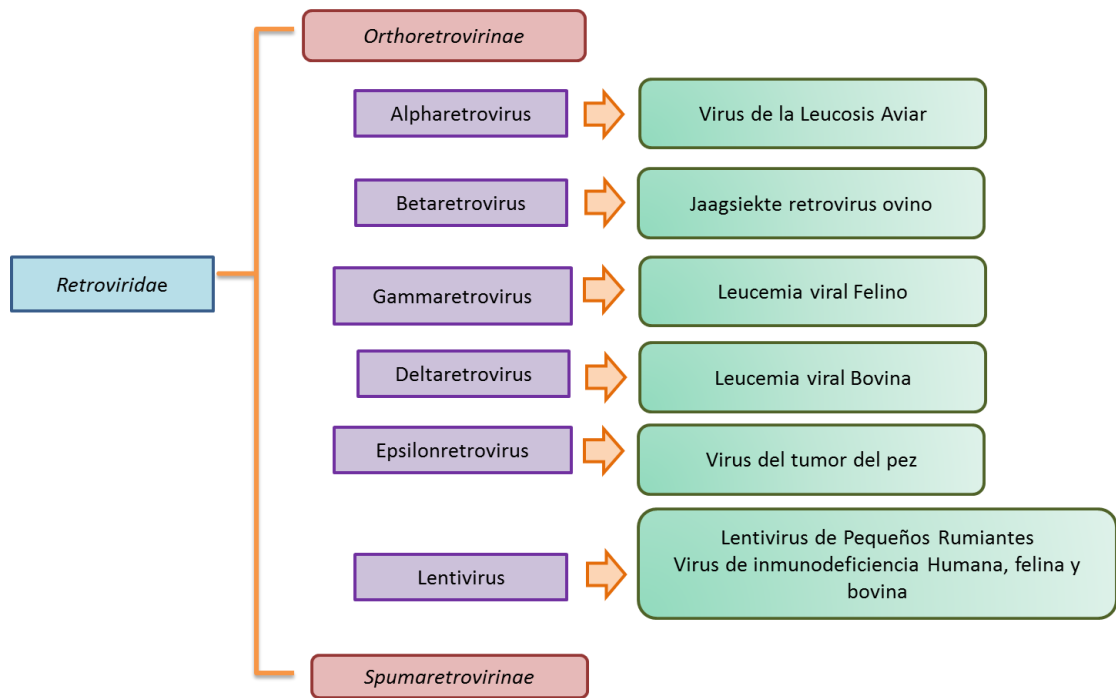 Orthoretrovirinae
Alpharetrovirus
Virus de la Leucosis Aviar
Betaretrovirus
Jaagsiekte retrovirus ovino
Retroviridae
Gammaretrovirus
Leucemia viral Felino
Deltaretrovirus
Leucemia viral Bovina
Epsilonretrovirus
Virus del tumor del pez
Lentivirus
Lentivirus de Pequeños Rumiantes
Virus de inmunodeficiencia Humana, felina y
bovina
Spumaretrovirinae